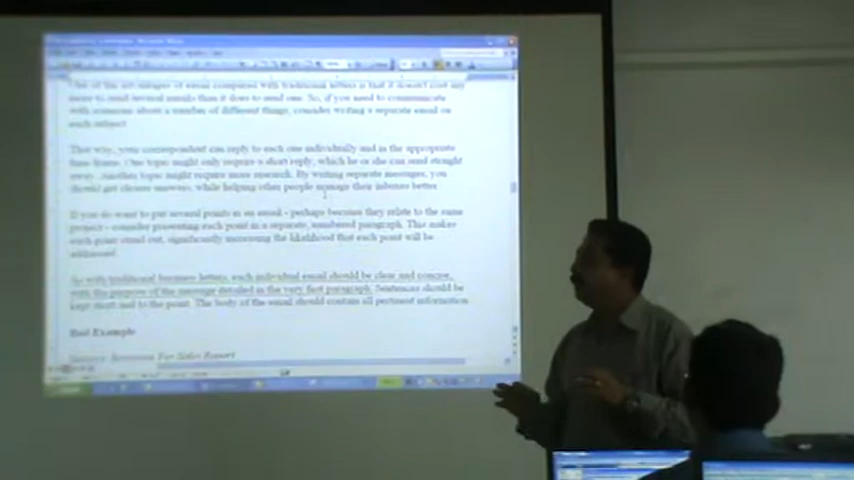 One of the advantages of email compared with traditional letters is that it doesn't cost any
more to send several emails than it does to send one. So, if you need to communicate
with someone about a number of different things, consider writing a separate email on
each subject.
That way, your correspondent can reply to each one individually and in the appropriate
time frame. One topic might only require a short reply, which he or she can send straight
away. Another topic might require more research. By writing separate messages, you
should get clearer answers, while helping other people manage their inboxes better.
If you do want to put several points in an email - perhaps because they relate to the same
project - consider presenting each point in a separate, numbered paragraph. This makes
each point stand out, significantly increasing the likelihood that each point will be
addressed.
As with traditional business letters, each individual email should be clear and concise,
with the purpose of the message detailed in the very first paragraph. Sentences should be
kept short and to the point. The body of the email should contain all pertinent information
Bad Example
Subject: Revisions For Sales Report